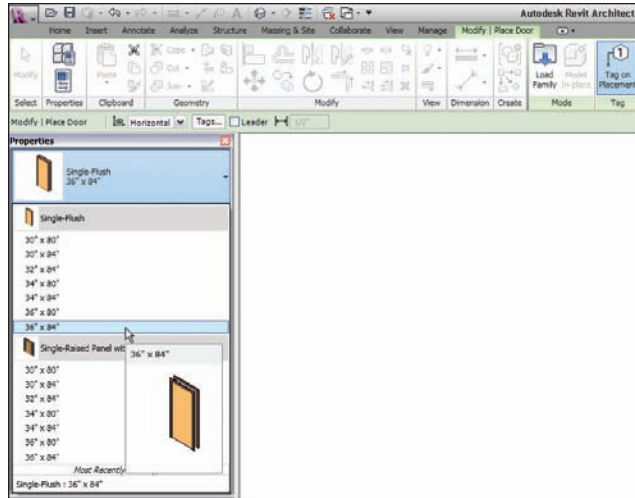 Autodesk Revit Architect
Home Insert Annotate Analyze Structure Massing & Site Collaborate View Manage Modify | Place Door
Modify Paste Cope Cut Join Load Family Model In-place Tag on Placement
Select Properties Clipboard Geometry Modify View Dimension Create Mode Tag
Modify | Place Door Horizontal Tags... Leader 1/2"
Properties
Single-Flush
36" x 84"
Single-Flush
30" x 80"
30" x 84"
32" x 84"
34" x 80"
34" x 84"
36" x 80"
36" x 84"
Single-Raised Panel wit
36" x 84"
30" x 80"
30" x 84"
32" x 84"
34" x 80"
34" x 84"
36" x 80"
36" x 84"
Most Recently
Single-Flush : 36" x 84"